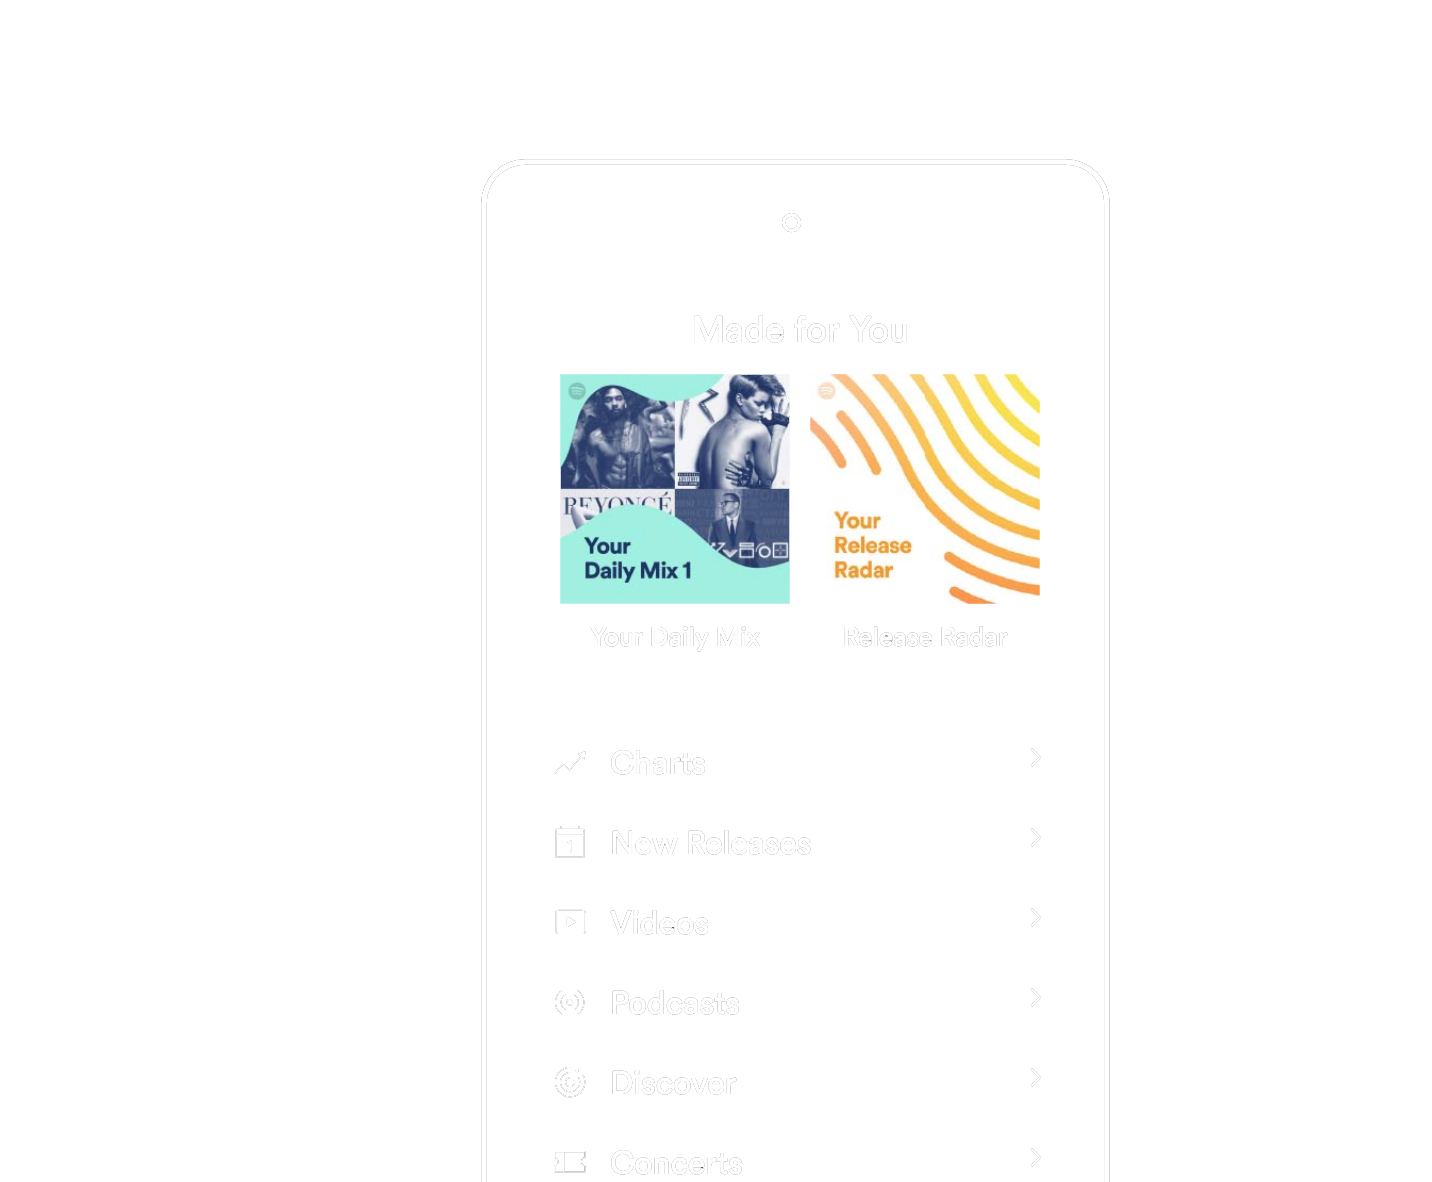 Made for You
BEYONCÉ
Your
Daily Mix 1
Your
Release
Radar
Your Daily Mix
Release Radar
Charts
1
New Releases
Videos
Podcasts
Discover
Concerts